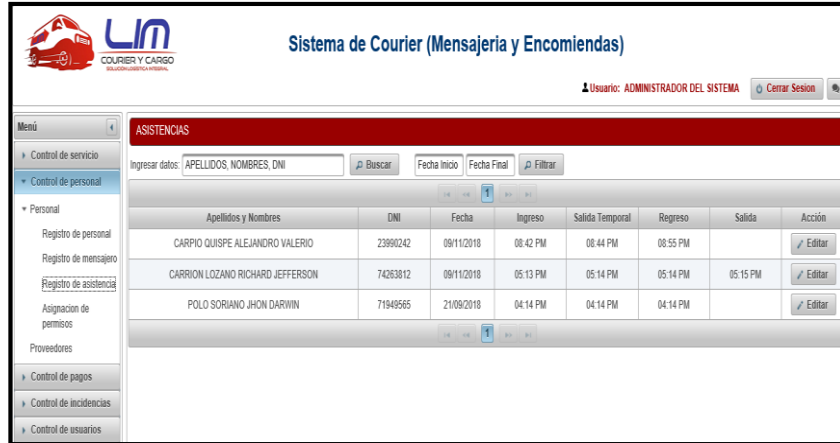 LIM
COURIER Y CARGO
SOLUCION LOGISTICA INTEGRAL
Sistema de Courier (Mensajeria y Encomiendas)
Usuario: ADMINISTRADOR DEL SISTEMA Cerrar Sesion
Menú
Control de servicio
Control de personal
Personal
Registro de personal
Registro de mensajero
Registro de asistencia
Asignacion de
permisos
Proveedores
Control de pagos
Control de incidencias
Control de usuarios
ASISTENCIAS
Ingresar datos: APELLIDOS, NOMBRES, DNI Buscar Fecha Inicio Fecha Final Filtrar
1
Apellidos y Nombres DNI Fecha Ingreso Salida Temporal Regreso Salida Acción
CARPIO QUISPE ALEJANDRO VALERIO 23990242 09/11/2018 08:42 PM 08:44 PM 08:55 PM Editar
CARRION LOZANO RICHARD JEFFERSON 74263812 09/11/2018 05:13 PM 05:14 PM 05:14 PM 05:15 PM Editar
POLO SORIANO JHON DARWIN 71949565 21/09/2018 04:14 PM 04:14 PM 04:14 PM Editar
1